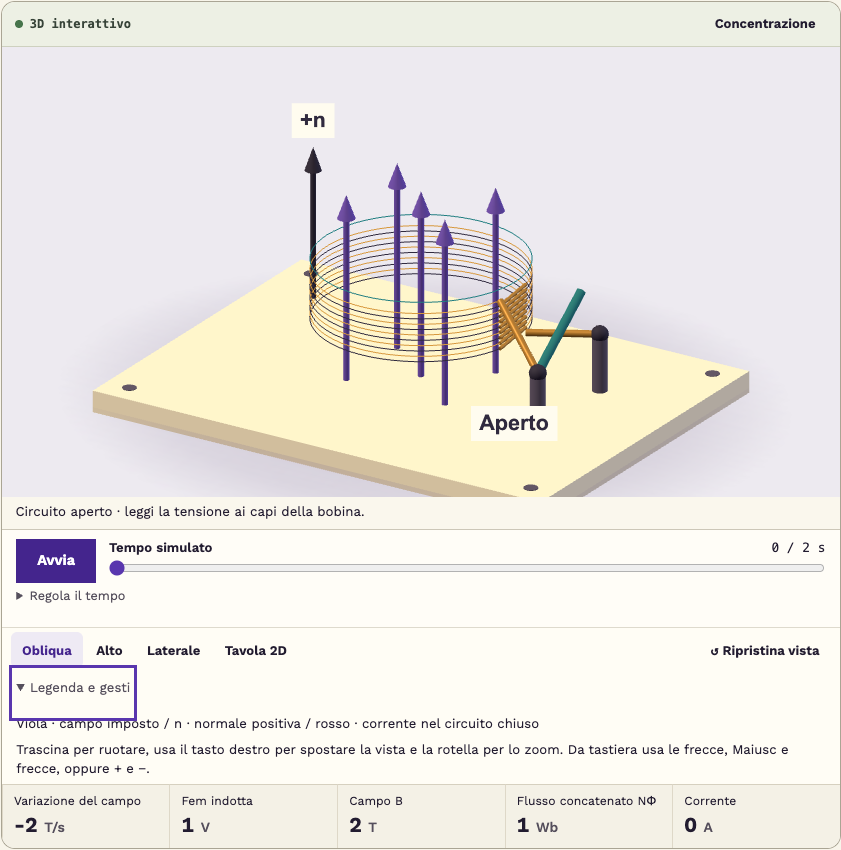 3D interattivo
Concentrazione
+n
Aperto
Circuito aperto · leggi la tensione ai capi della bobina.
Avvia
Tempo simulato
0 / 2 s
▶ Regola il tempo
Obliqua
Alto
Laterale
Tavola 2D
↺ Ripristina vista
▼ Legenda e gesti
Viola · campo imposto / n · normale positiva / rosso · corrente nel circuito chiuso
Trascina per ruotare, usa il tasto destro per spostare la vista e la rotella per lo zoom. Da tastiera usa le frecce, Maiusc e
frecce, oppure + e −.
Variazione del campo
-2 T/s
Fem indotta
1 V
Campo B
2 T
Flusso concatenato NΦ
1 Wb
Corrente
0 A